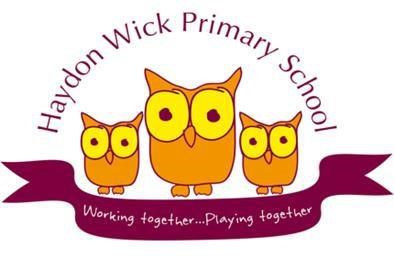 Haydon Wick Primary School
Working together...Playing together